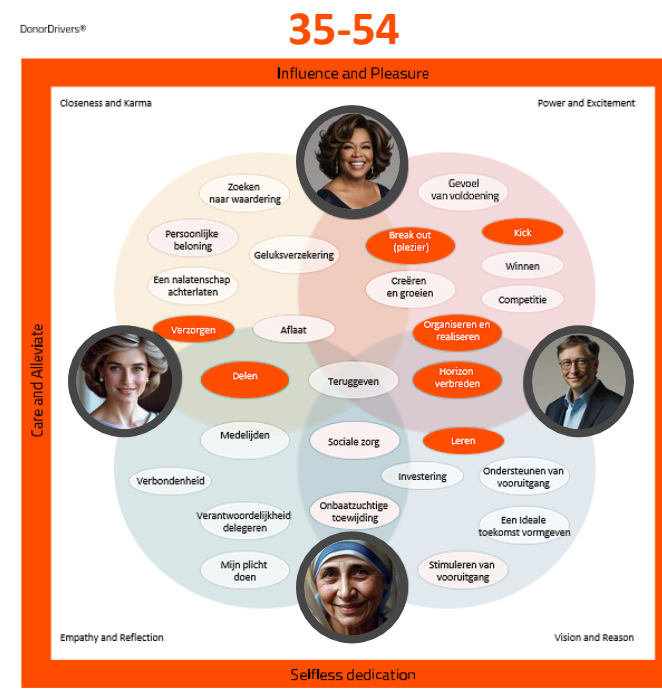 DonorDrivers®
35-54
Influence and Pleasure
Closeness and Karma
Power and Excitement
Zoeken
naar waardering
Gevoel
van voldoening
Persoonlijke
beloning
Geluksverzekering
Break out
(plezier)
Kick
Winnen
Een nalatenschap
achterlaten
Creëren
en groeien
Competitie
Verzorgen
Aflaat
Organiseren en
realiseren
Care and Alleviate
Delen
Teruggeven
Horizon
verbreden
Medelijden
Sociale zorg
Leren
Verbondenheid
Investering
Ondersteunen van
vooruitgang
Verantwoordelijkheid
delegeren
Onbaatzuchtige
toewijding
Een Ideale
toekomst vormgeven
Mijn plicht
doen
Stimuleren van
vooruitgang
Empathy and Reflection
Vision and Reason
Selfless dedication